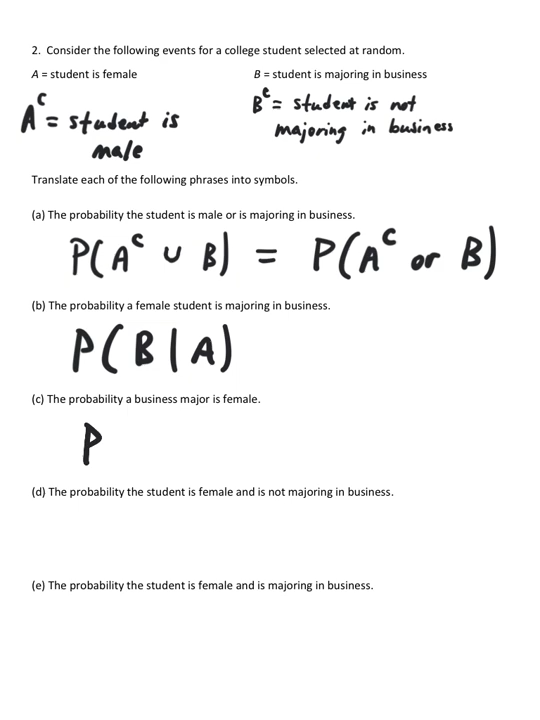 2. Consider the following events for a college student selected at random.
A = student is female
B = student is majoring in business
Aᶜ = student is
male
Bᶜ = student is not
majoring in business
Translate each of the following phrases into symbols.
(a) The probability the student is male or is majoring in business.
P(Aᶜ ∪ B) = P(Aᶜ or B)
(b) The probability a female student is majoring in business.
P(B|A)
(c) The probability a business major is female.
P
(d) The probability the student is female and is not majoring in business.
(e) The probability the student is female and is majoring in business.